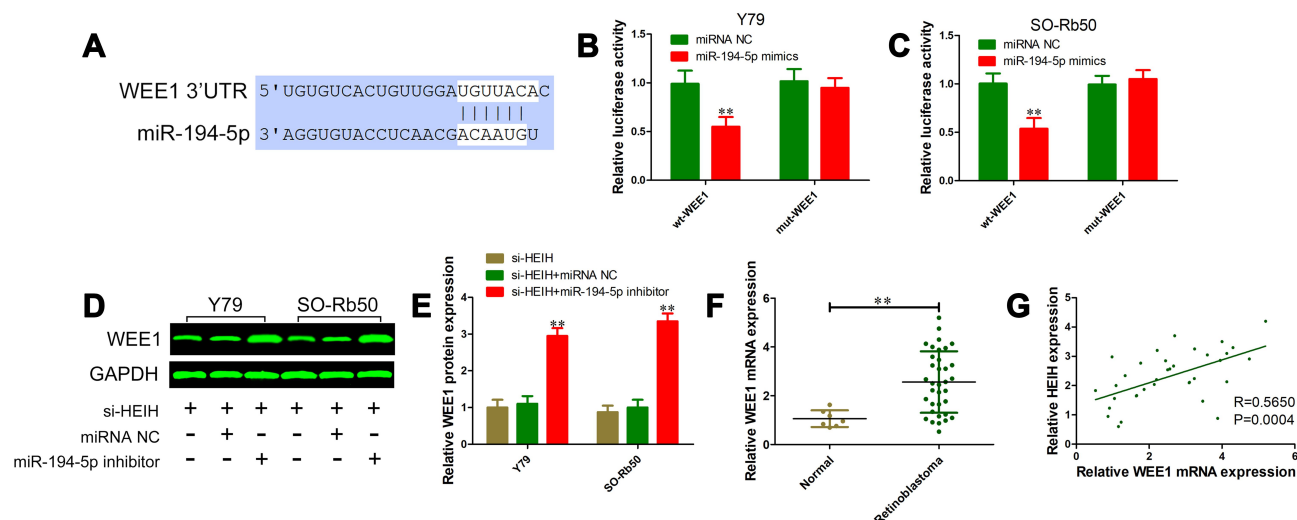 A
WEE1 3'UTR 5'UGUGUCACUGUUGGAUGUUACAC
miR-194-5p 3'AGGUGUACCUCAACGACAAUGU
B
Y79
miRNA NC
miR-194-5p mimics
Relative luciferase activity
1.5
1.0
0.5
0.0
wt-WEE1
mut-WEE1
C
SO-Rb50
miRNA NC
miR-194-5p mimics
Relative luciferase activity
1.5
1.0
0.5
0.0
**
**
wt-WEE1
mut-WEE1
D
Y79 SO-Rb50
WEE1
GAPDH
si-HEIH + + + + + +
miRNA NC - + - - + -
miR-194-5p inhibitor - - + - - +
E
si-HEIH
si-HEIH+miRNA NC
si-HEIH+miR-194-5p inhibitor
Relative WEE1 protein expression
4
3
2
1
0
** **
Y79
SO-Rb50
F
Relative WEE1 mRNA expression
6
4
2
0
**
Normal
Retinoblastoma
G
Relative HEIH expression
5
4
3
2
1
0
R=0.5650
P=0.0004
0 2 4 6
Relative WEE1 mRNA expression